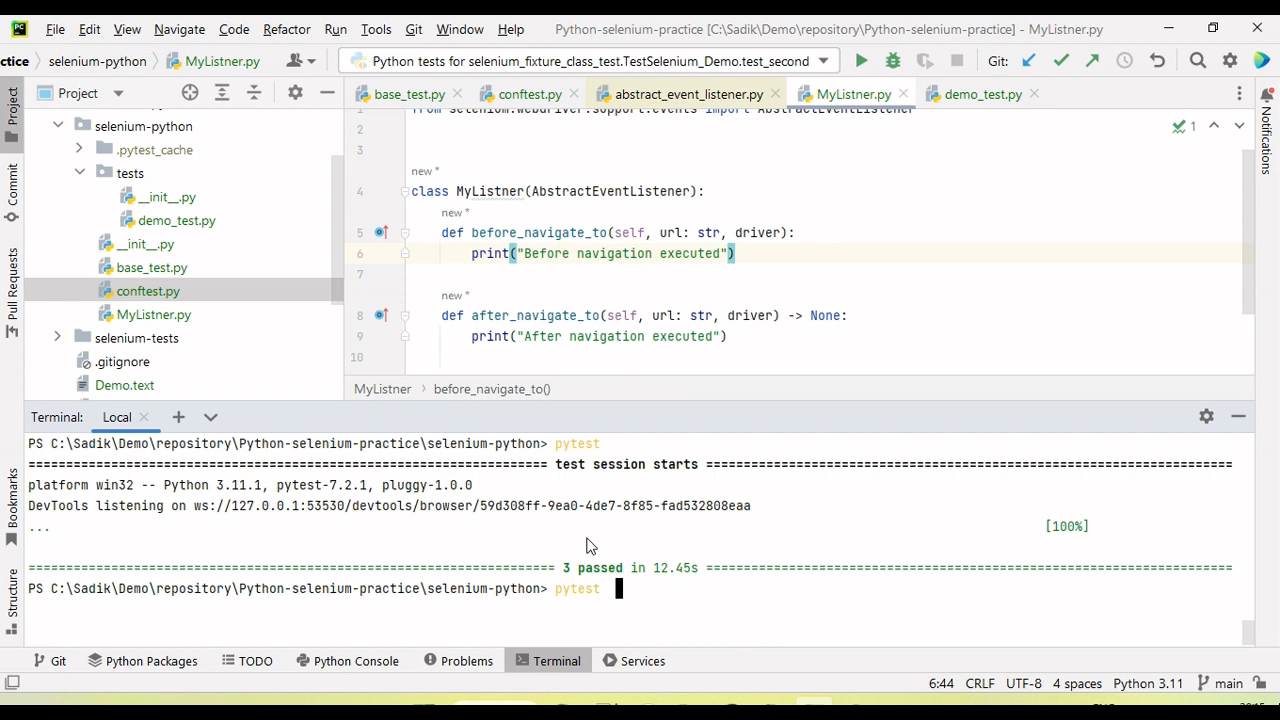 File Edit View Navigate Code Refactor Run Tools Git Window Help Python-selenium-practice [C:\Sadik\Demo\repository\Python-selenium-practice] - MyListner.py
ctice selenium-python MyListner.py Python tests for selenium_fixture_class_test.TestSelenium_Demo.test_second Git:
Project Project base_test.py conftest.py abstract_event_listener.py MyListner.py demo_test.py Notifications
selenium-python
.pytest_cache
tests
__init__.py
demo_test.py
__init__.py
base_test.py
conftest.py
MyListner.py
selenium-tests
.gitignore
Demo.text
1 from selenium.webdriver.support.events import AbstractEventListener
1
2
3
new *
4 class MyListner(AbstractEventListener):
new *
5 def before_navigate_to(self, url: str, driver):
6 print("Before navigation executed")
7
new *
8 def after_navigate_to(self, url: str, driver) -> None:
9 print("After navigation executed")
10
MyListner before_navigate_to()
Commit
Pull Requests
Bookmarks
Structure
Terminal: Local
PS C:\Sadik\Demo\repository\Python-selenium-practice\selenium-python> pytest
===================================================================== test session starts ======================================================================
platform win32 -- Python 3.11.1, pytest-7.2.1, pluggy-1.0.0
DevTools listening on ws://127.0.0.1:53530/devtools/browser/59d308ff-9ea0-4de7-8f85-fad532808eaa
... [100%]
====================================================================== 3 passed in 12.45s ======================================================================
PS C:\Sadik\Demo\repository\Python-selenium-practice\selenium-python> pytest
Git Python Packages TODO Python Console Problems Terminal Services
6:44 CRLF UTF-8 4 spaces Python 3.11 main